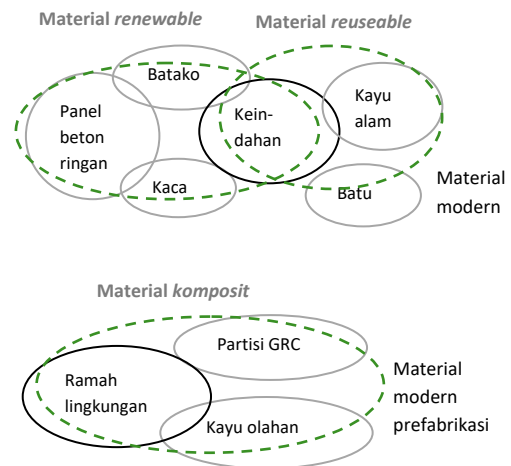 Material renewable
Material reuseable
Batako
Panel
beton
ringan
Kein-
dahan
Kayu
alam
Kaca
Batu
Material
modern
Material komposit
Partisi GRC
Ramah
lingkungan
Kayu olahan
Material
modern
prefabrikasi